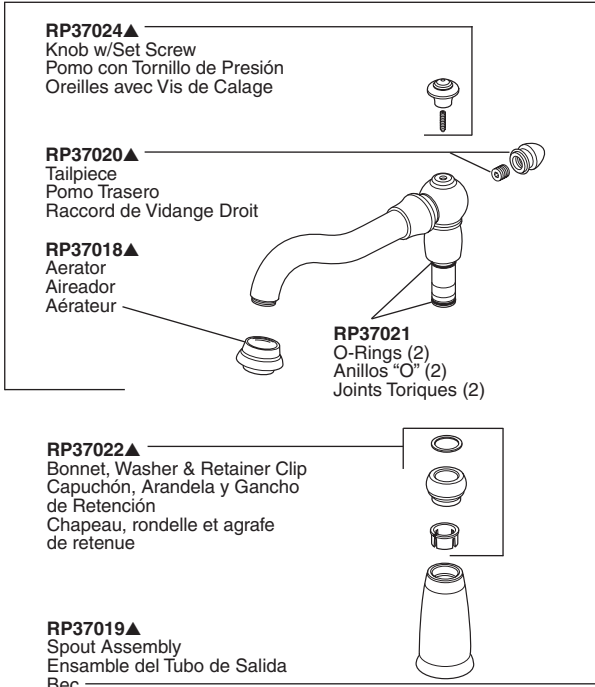 RP37024▲
Knob w/Set Screw
Pomo con Tornillo de Presión
Oreilles avec Vis de Calage
RP37020▲
Tailpiece
Pomo Trasero
Raccord de Vidange Droit
RP37018▲
Aerator
Aireador
Aérateur
RP37021
O-Rings (2)
Anillos “O” (2)
Joints Toriques (2)
RP37022▲
Bonnet, Washer & Retainer Clip
Capuchón, Arandela y Gancho
de Retención
Chapeau, rondelle et agrafe
de retenue
RP37019▲
Spout Assembly
Ensamble del Tubo de Salida
Bec